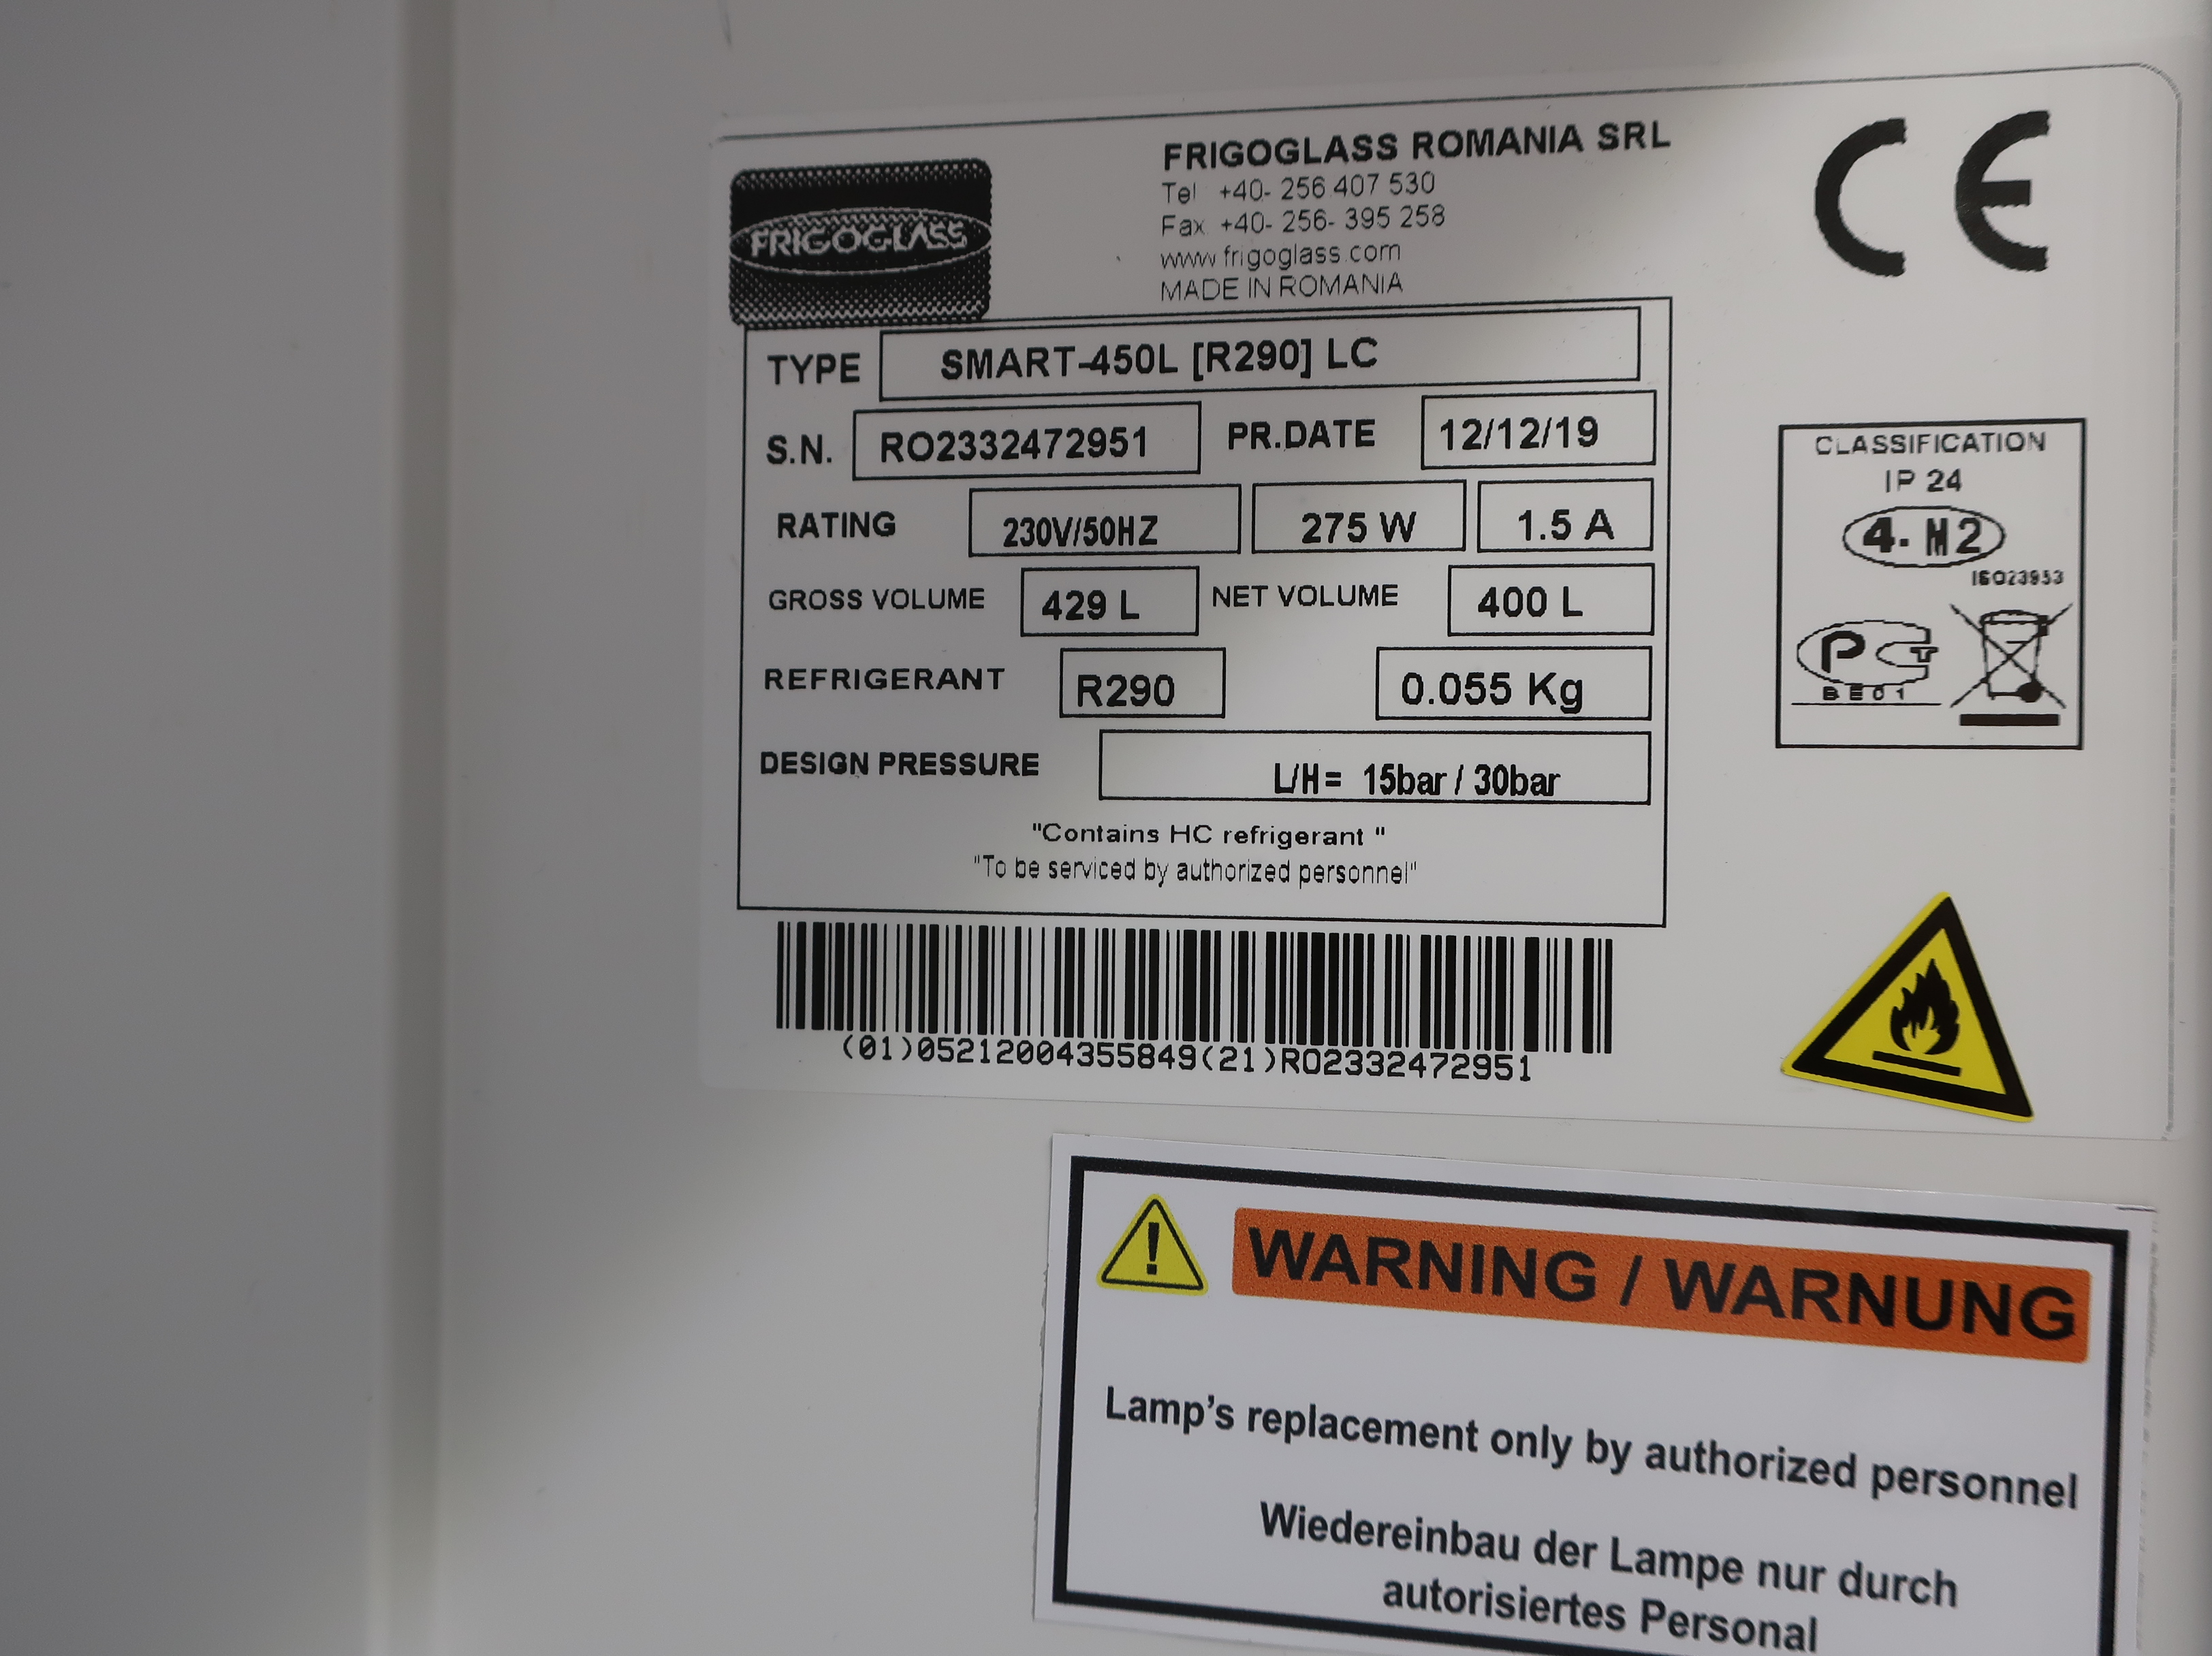 FRIGOGLASS
FRIGOGLASS ROMANIA SRL
Tel +40- 256 407 530
Fax +40- 256- 395 258
www.frigoglass.com
MADE IN ROMANIA
CE
TYPE SMART-450L [R290] LC
S.N. RO2332472951 PR.DATE 12/12/19
RATING 230V/50HZ 275 W 1.5 A
GROSS VOLUME 429 L NET VOLUME 400 L
REFRIGERANT R290 0.055 Kg
DESIGN PRESSURE L/H= 15bar / 30bar
"Contains HC refrigerant "
"To be serviced by authorized personnel"
(01)05212004355849(21)RO2332472951
CLASSIFICATION
IP 24
4- M2
ISO23953
PCT
BE01
WARNING / WARNUNG
Lamp's replacement only by authorized personnel
Wiedereinbau der Lampe nur durch
autorisiertes Personal